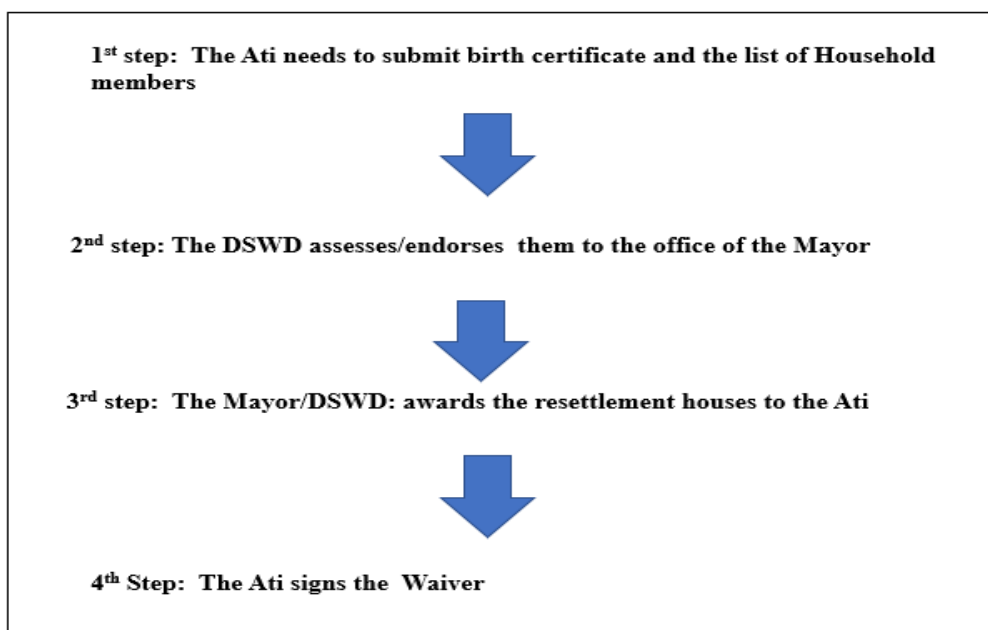 1st step:  The Ati needs to submit birth certificate and the list of Household
members
2nd step: The DSWD assesses/endorses  them to the office of the Mayor
3rd step:  The Mayor/DSWD: awards the resettlement houses to the Ati
4th Step:  The Ati signs the  Waiver